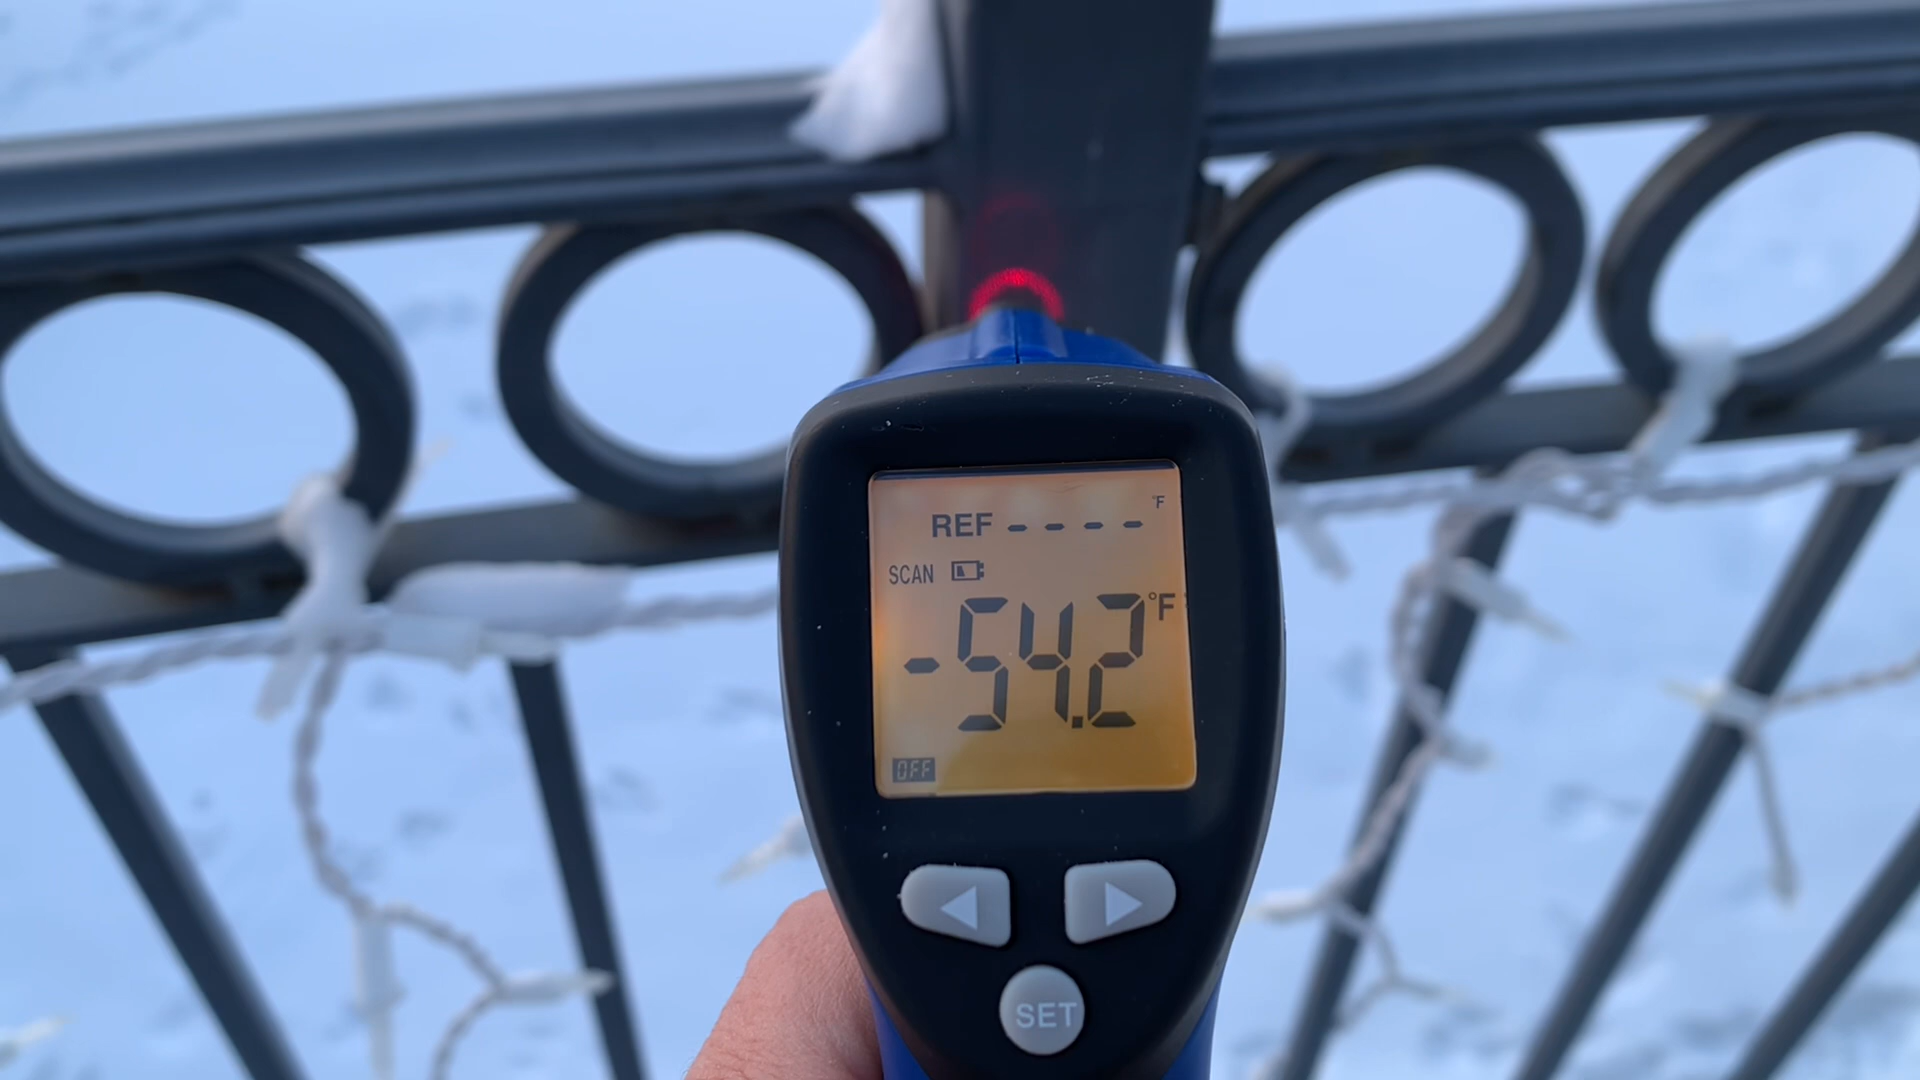 °F
REF ----
SCAN
-54.2 °F
OFF
SET